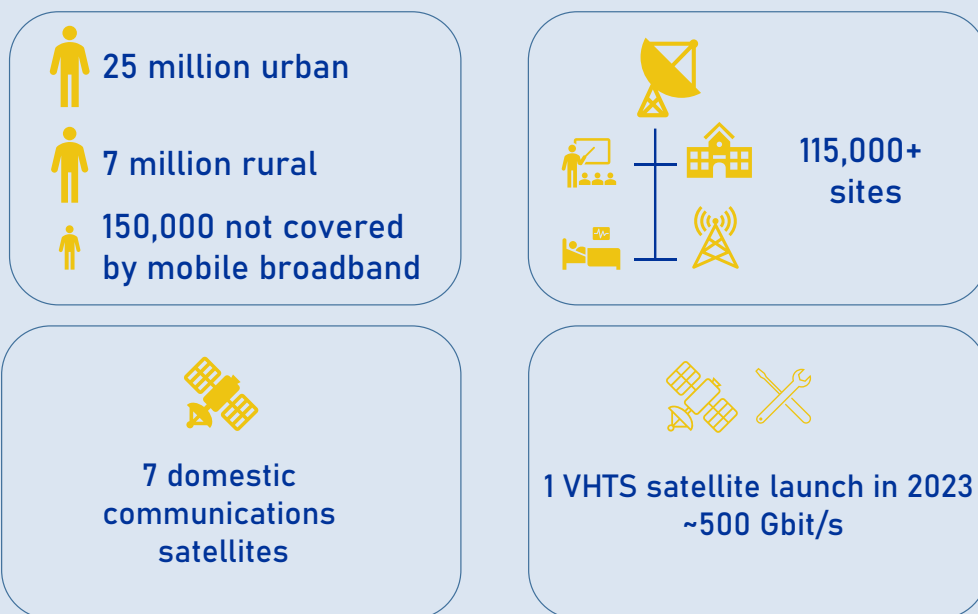 25 million urban
7 million rural
150,000 not covered
by mobile broadband
115,000+
sites
7 domestic
communications
satellites
1 VHTS satellite launch in 2023
~500 Gbit/s